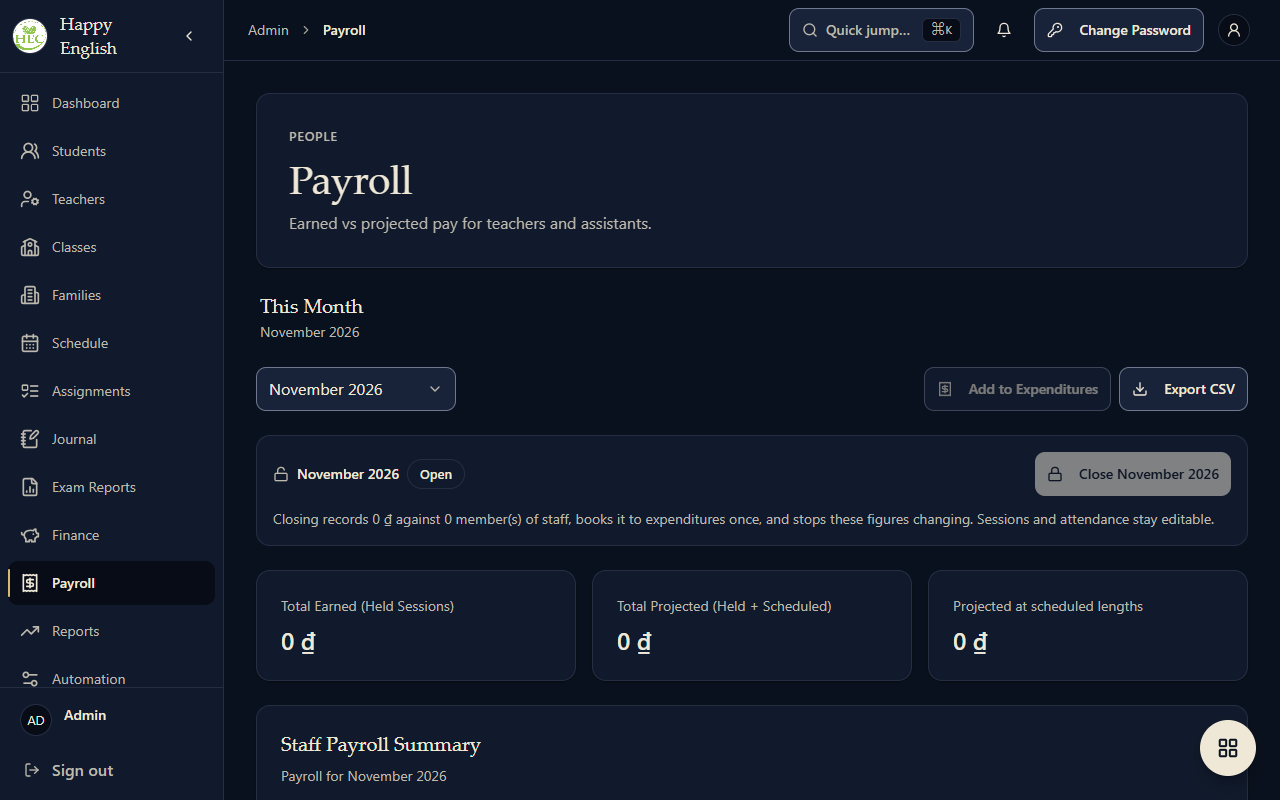 HEC
Happy
English
Admin
Payroll
Quick jump...
⌘K
Change Password
Dashboard
Students
Teachers
Classes
Families
Schedule
Assignments
Journal
Exam Reports
Finance
Payroll
Reports
Automation
AD
Admin
Sign out
PEOPLE
Payroll
Earned vs projected pay for teachers and assistants.
This Month
November 2026
November 2026
Add to Expenditures
Export CSV
November 2026
Open
Close November 2026
Closing records 0 ₫ against 0 member(s) of staff, books it to expenditures once, and stops these figures changing. Sessions and attendance stay editable.
Total Earned (Held Sessions)
0 ₫
Total Projected (Held + Scheduled)
0 ₫
Projected at scheduled lengths
0 ₫
Staff Payroll Summary
Payroll for November 2026